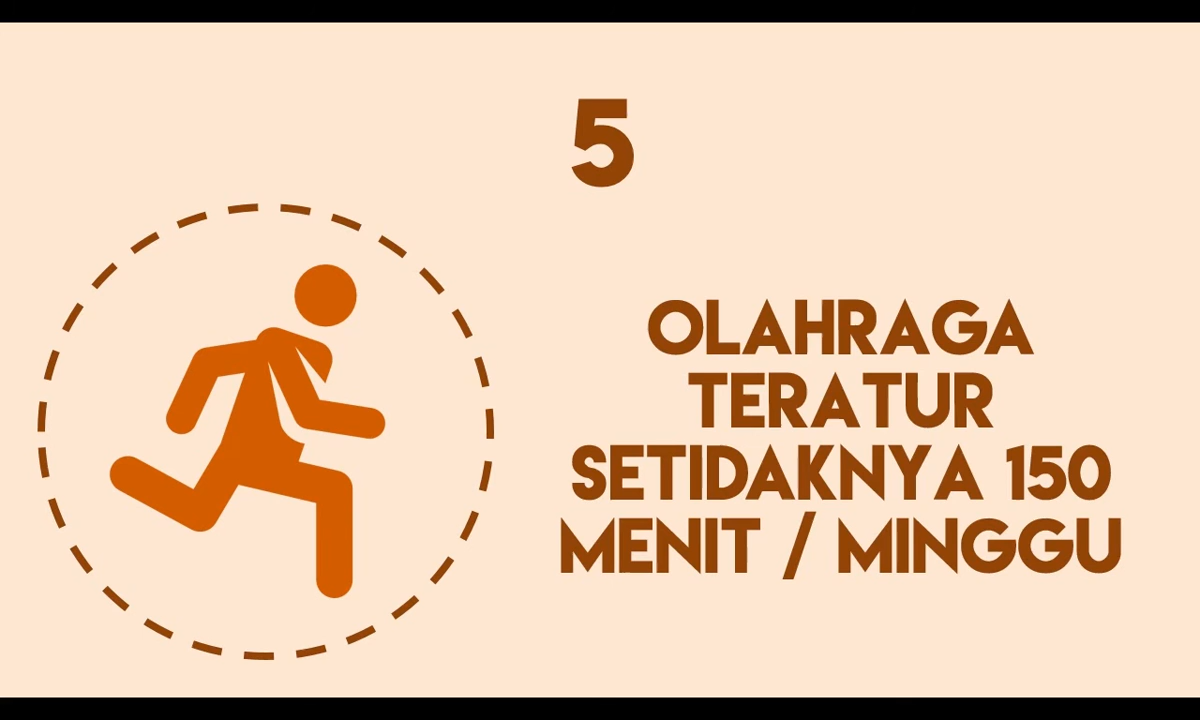 5
OLAHRAGA
TERATUR
SETIDAKNYA 150
MENIT / MINGGU